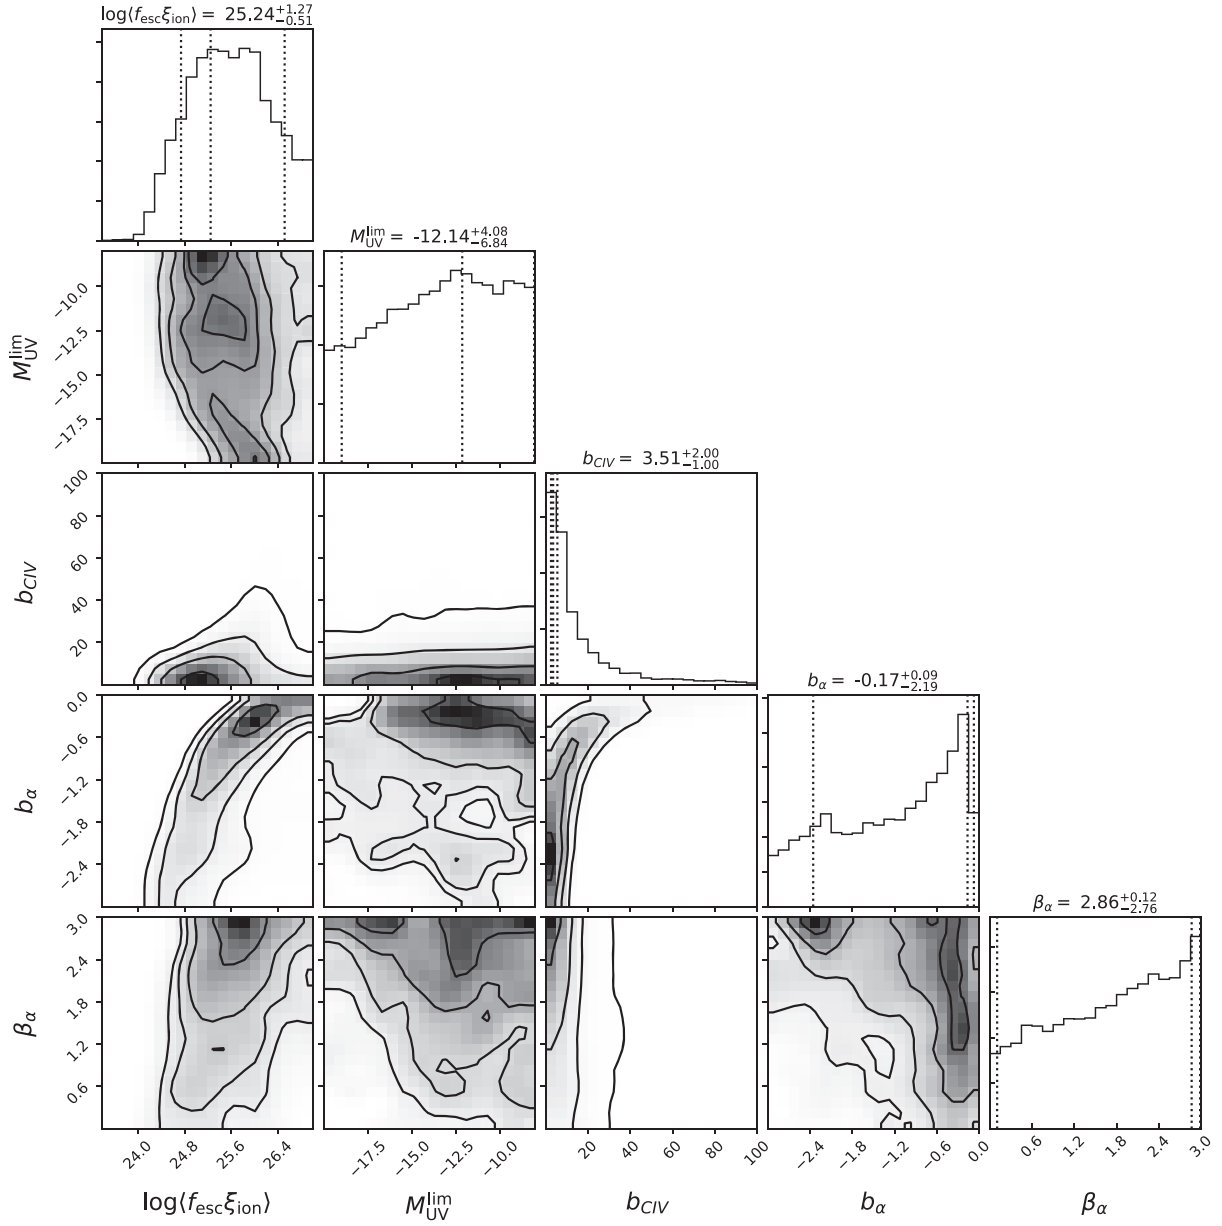 log⟨f_esc ξ_ion⟩ = 25.24 +1.27 −0.51
M_UV^lim = -12.14 +4.08 −6.84
−10.0
−12.5
M_UV^lim
−15.0
−17.5
b_CIV = 3.51 +2.00 −1.00
100
80
60
b_CIV
40
20
b_α = -0.17 +0.09 −2.19
0.0
−0.6
−1.2
b_α
−1.8
−2.4
β_α = 2.86 +0.12 −2.76
3.0
2.4
1.8
β_α
1.2
0.6
24.0 24.8 25.6 26.4 −17.5 −15.0 −12.5 −10.0 20 40 60 80 100 −2.4 −1.8 −1.2 −0.6 0.0 0.6 1.2 1.8 2.4 3.0
log⟨f_esc ξ_ion⟩ M_UV^lim b_CIV b_α β_α